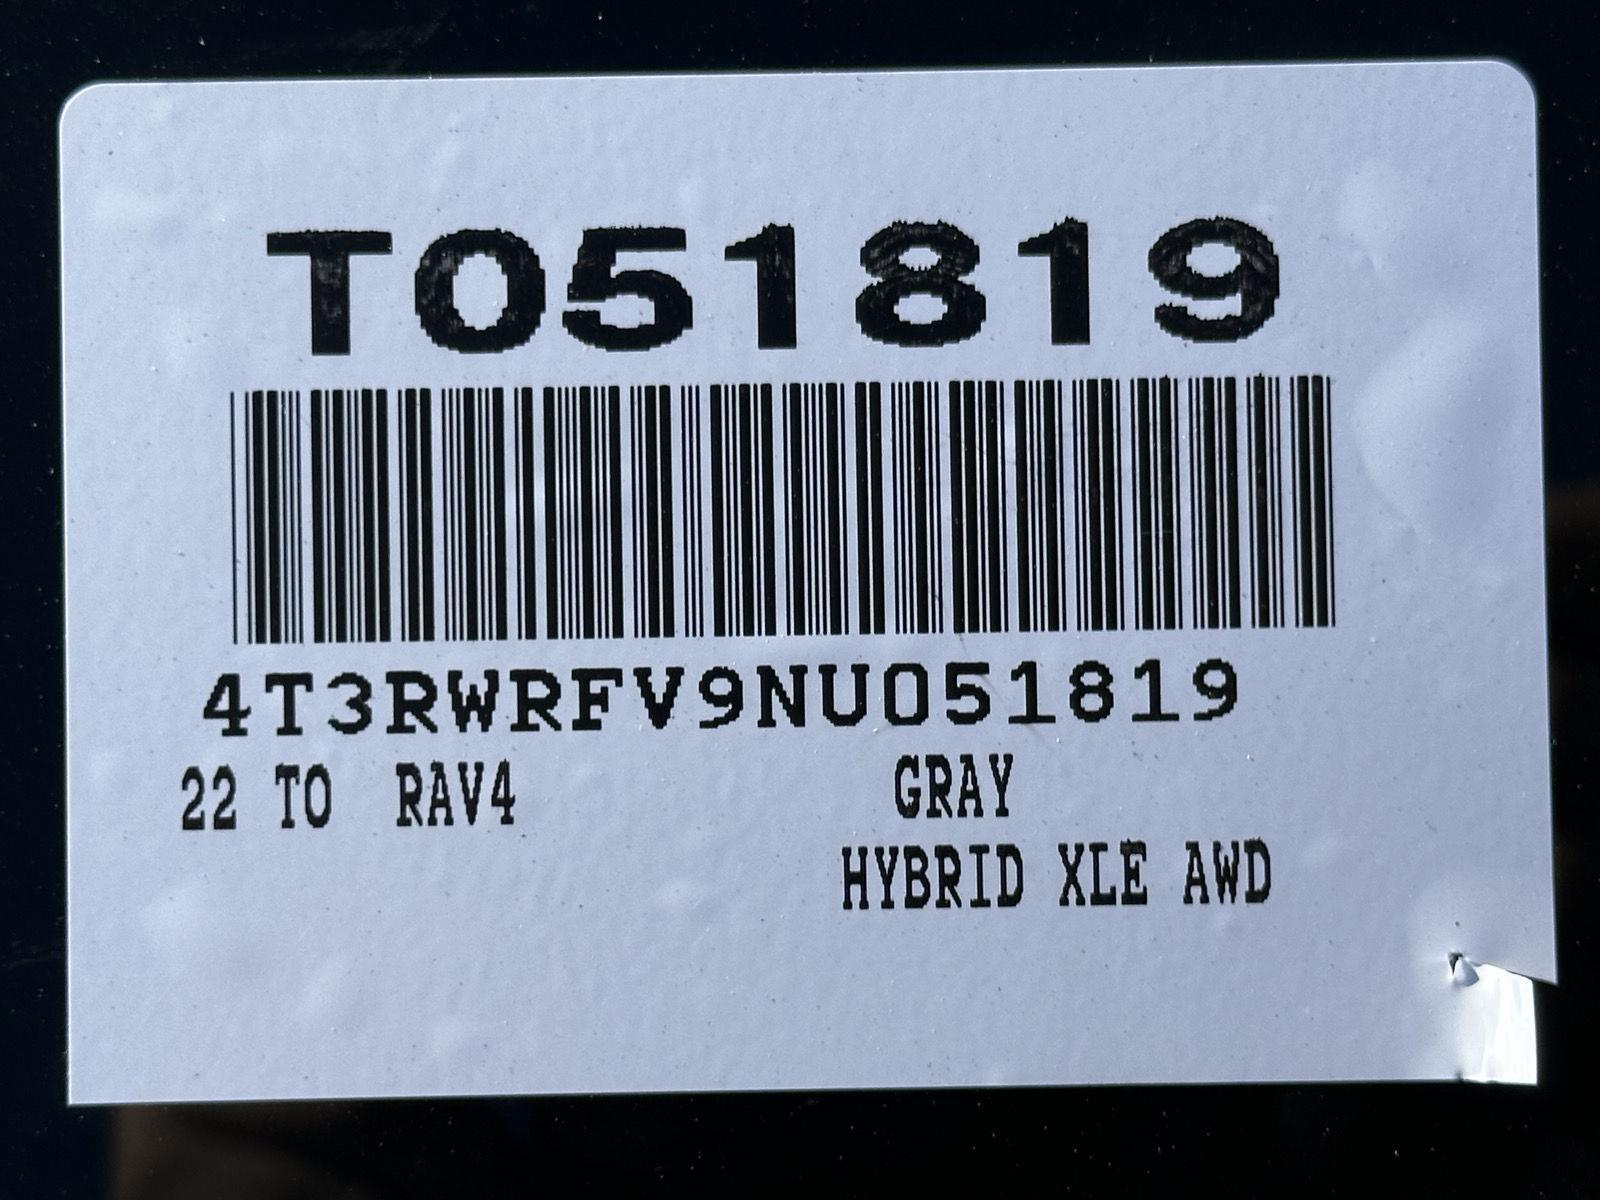 T051819
4T3RWRFV9NU051819
22 TO RAV4 GRAY
HYBRID XLE AWD